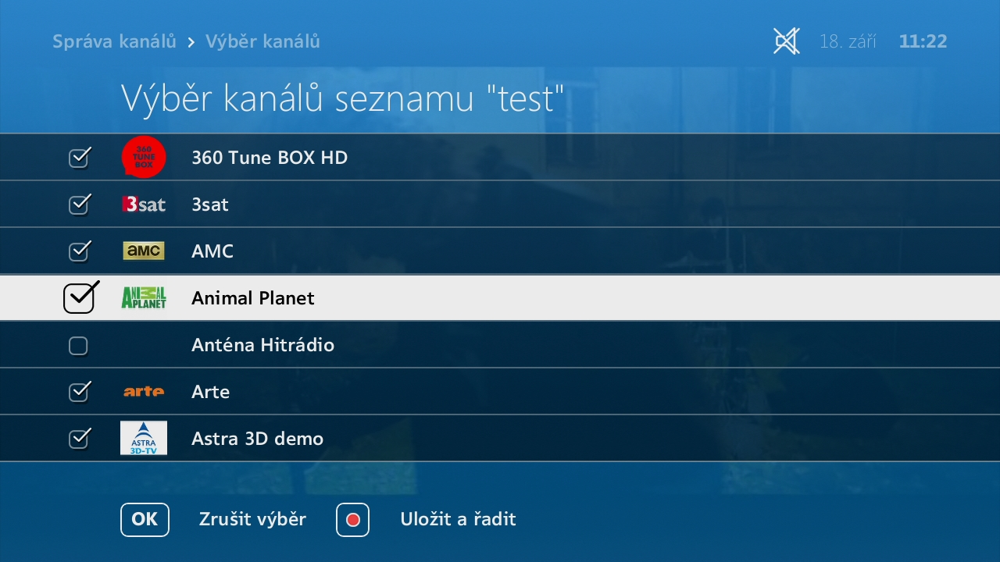 Správa kanálů > Výběr kanálů
18. září 11:22
Výběr kanálů seznamu "test"
360 TUNE BOX 360 Tune BOX HD
3sat 3sat
aMC AMC
ANIMAL PLANET Animal Planet
Anténa Hitrádio
arte Arte
ASTRA 3D-TV Astra 3D demo
OK Zrušit výběr Uložit a řadit